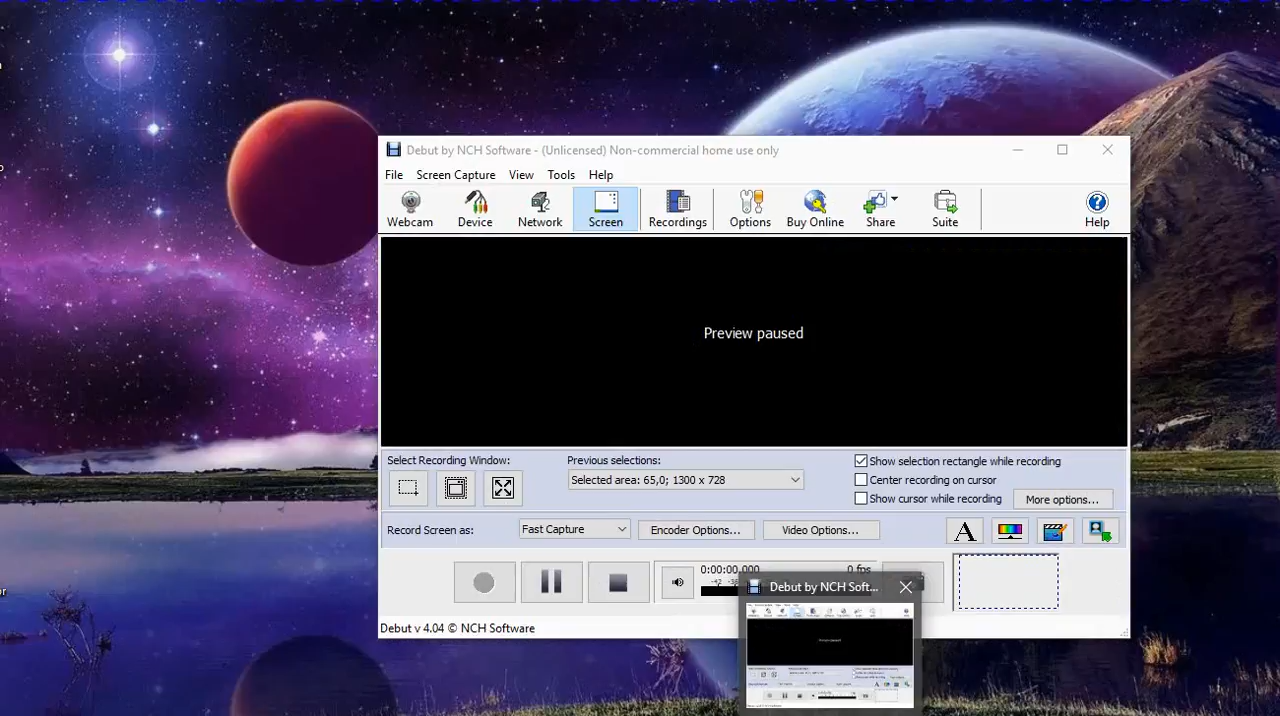 Debut by NCH Software - (Unlicensed) Non-commercial home use only
File Screen Capture View Tools Help
Webcam Device Network Screen Recordings Options Buy Online Share Suite Help
Preview paused
Select Recording Window:
Previous selections:
Selected area: 65,0; 1300 x 728
Show selection rectangle while recording
Center recording on cursor
Show cursor while recording
More options...
Record Screen as: Fast Capture Encoder Options... Video Options... A
0:00:00.000 0 fps
Debut by NCH Soft...
Debut v 4.04 © NCH Software